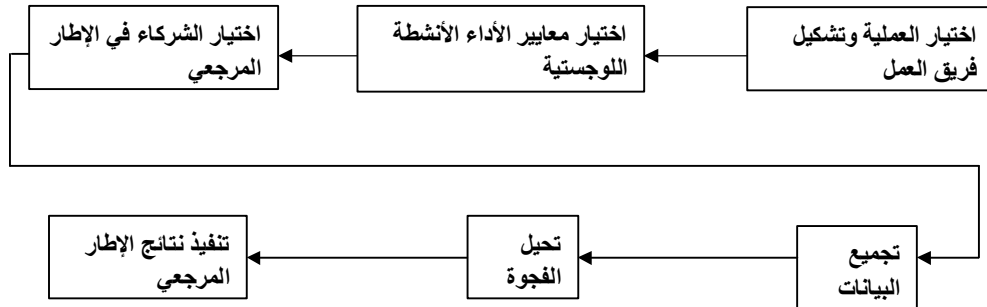 اختيار العملية وتشكيل
فريق العمل
اختيار معايير الأداء الأنشطة
اللوجستية
اختيار الشركاء في الإطار
المرجعي
تجميع
البيانات
تحيل
الفجوة
تنفيذ نتائج الإطار
المرجعي